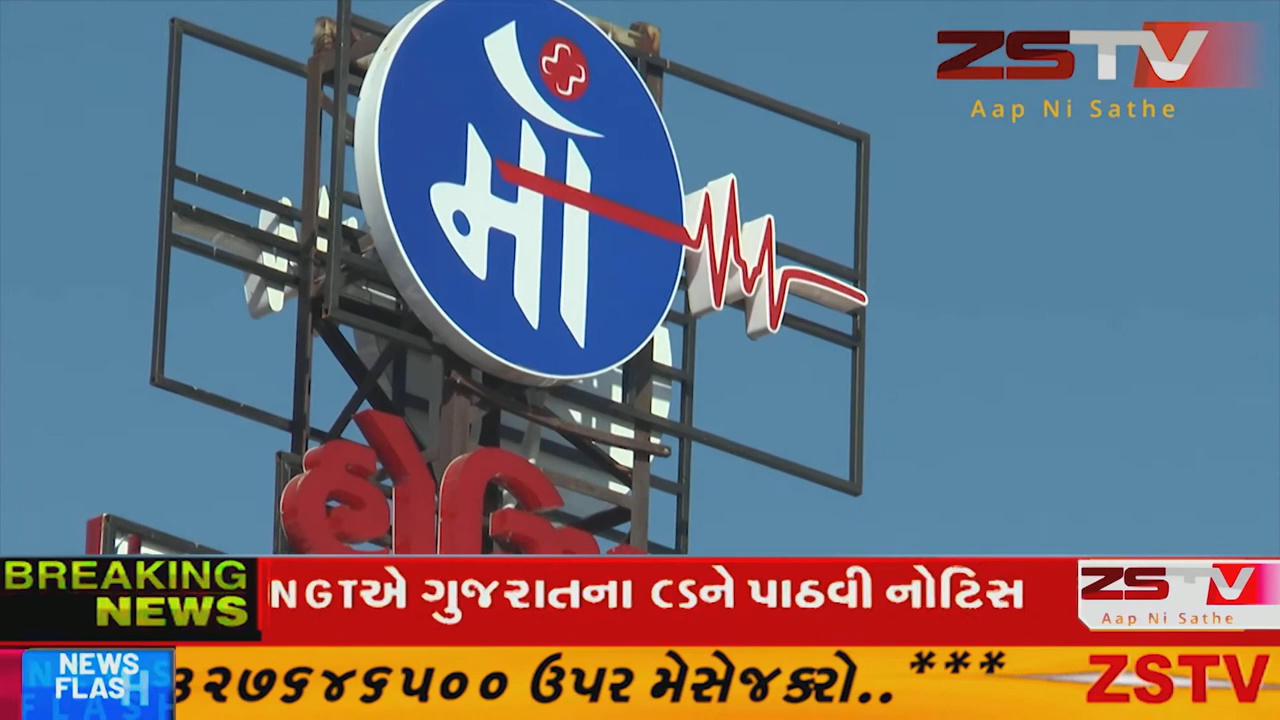 ZSTV
Aap Ni Sathe
માઁ
BREAKING
NEWS
NGTએ ગુજરાતના CSને પાઠવી નોટિસ
ZSTV
Aap Ni Sathe
NEWS
FLASH
૩૨૭૬૪૬૫૦૦ ઉપર મેસેજ કરો.. ***
ZSTV